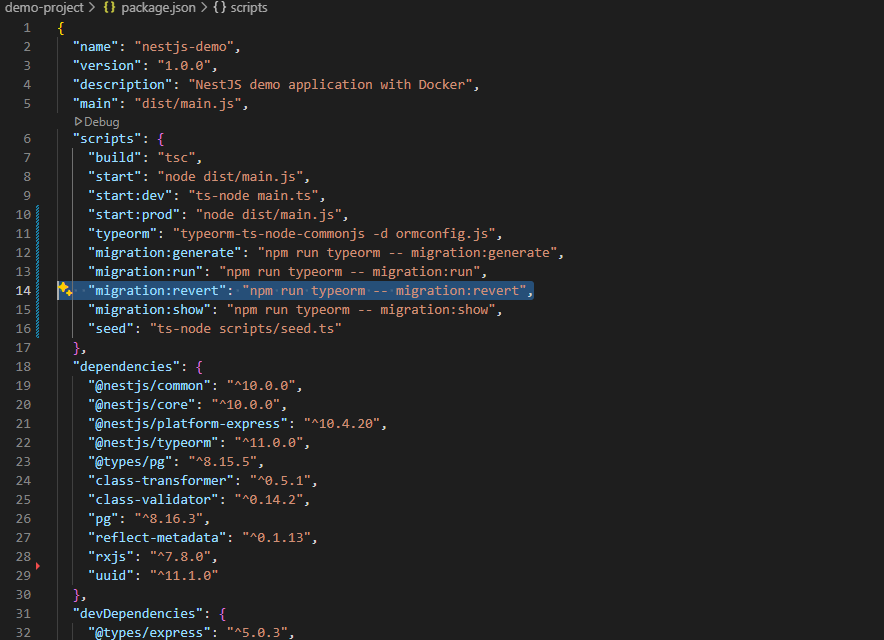 demo-project > {} package.json > {} scripts
1 {
2 "name": "nestjs-demo",
3 "version": "1.0.0",
4 "description": "NestJS demo application with Docker",
5 "main": "dist/main.js",
Debug
6 "scripts": {
7 "build": "tsc",
8 "start": "node dist/main.js",
9 "start:dev": "ts-node main.ts",
10 "start:prod": "node dist/main.js",
11 "typeorm": "typeorm-ts-node-commonjs -d ormconfig.js",
12 "migration:generate": "npm run typeorm -- migration:generate",
13 "migration:run": "npm run typeorm -- migration:run",
14 "migration:revert": "npm run typeorm -- migration:revert",
15 "migration:show": "npm run typeorm -- migration:show",
16 "seed": "ts-node scripts/seed.ts"
17 },
18 "dependencies": {
19 "@nestjs/common": "^10.0.0",
20 "@nestjs/core": "^10.0.0",
21 "@nestjs/platform-express": "^10.4.20",
22 "@nestjs/typeorm": "^11.0.0",
23 "@types/pg": "^8.15.5",
24 "class-transformer": "^0.5.1",
25 "class-validator": "^0.14.2",
26 "pg": "^8.16.3",
27 "reflect-metadata": "^0.1.13",
28 "rxjs": "^7.8.0",
29 "uuid": "^11.1.0"
30 },
31 "devDependencies": {
32 "@types/express": "^5.0.3",